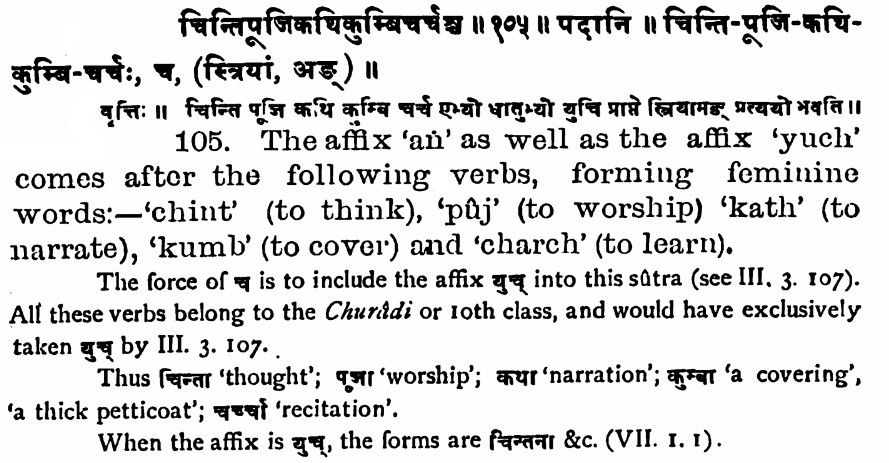 चिन्तिपूजिकथिकुम्बिचर्चश्च ॥ १०५ ॥ पदानि ॥ चिन्ति-पूजि-कथि-
कुम्बि-चर्चः, च, (स्त्रियां, अङ्) ॥
वृत्तिः ॥ चिन्ति पूजि कथि कुम्बि चर्च एभ्यो धातुभ्यो युचि प्राप्ते स्त्रियामङ् प्रत्ययो भवति ॥
105. The affix 'aṅ' as well as the affix 'yuch'
comes after the following verbs, forming feminine
words:—'chint' (to think), 'pûj' (to worship) 'kath' (to
narrate), 'kumb' (to cover) and 'charch' (to learn).
The force of च is to include the affix युच् into this sûtra (see III. 3. 107).
All these verbs belong to the Churâdi or 10th class, and would have exclusively
taken युच् by III. 3. 107.
Thus चिन्ता 'thought'; पूजा 'worship'; कथा 'narration'; कुम्बा 'a covering',
'a thick petticoat'; चर्च्चा 'recitation'.
When the affix is युच्, the forms are चिन्तना &c. (VII. 1. 1).